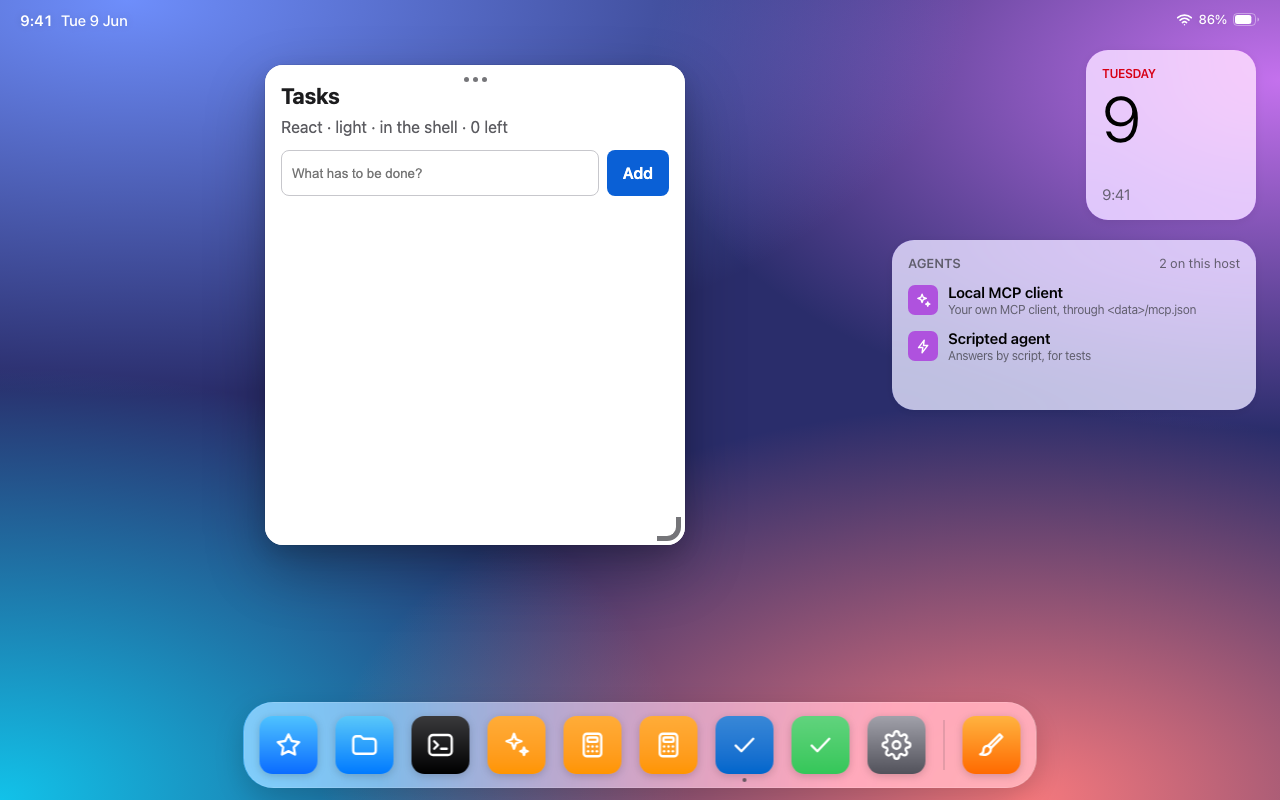 9:41 Tue 9 Jun
86%
Tasks
React · light · in the shell · 0 left
What has to be done?
Add
TUESDAY
9
9:41
AGENTS
2 on this host
Local MCP client
Your own MCP client, through <data>/mcp.json
Scripted agent
Answers by script, for tests